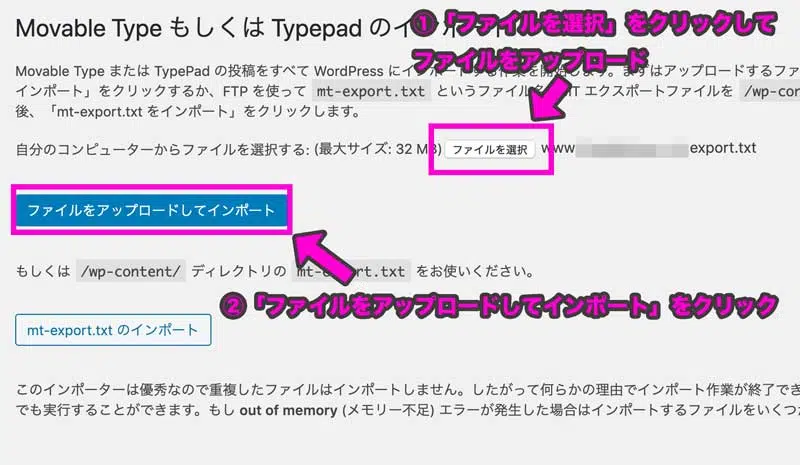 Movable Type もしくは Typepad のイ
①「ファイルを選択」をクリックして
ファイルをアップロード
Movable Type または TypePad の投稿をすべて WordPress にインポートする作業を開始します。まずはアップロードするファ
インポート」をクリックするか、FTP を使って mt-export.txt というファイル MT エクスポートファイルを /wp-con
後、「mt-export.txt をインポート」をクリックします。
自分のコンピューターからファイルを選択する: (最大サイズ: 32 MB) ファイルを選択 www export.txt
ファイルをアップロードしてインポート
もしくは /wp-content/ ディレクトリの mt-export.txt をお使いください。
②「ファイルをアップロードしてインポート」をクリック
mt-export.txt のインポート
このインポーターは優秀なので重複したファイルはインポートしません。したがって何らかの理由でインポート作業が終了でき
でも実行することができます。もし out of memory (メモリー不足) エラーが発生した場合はインポートするファイルをいくつか